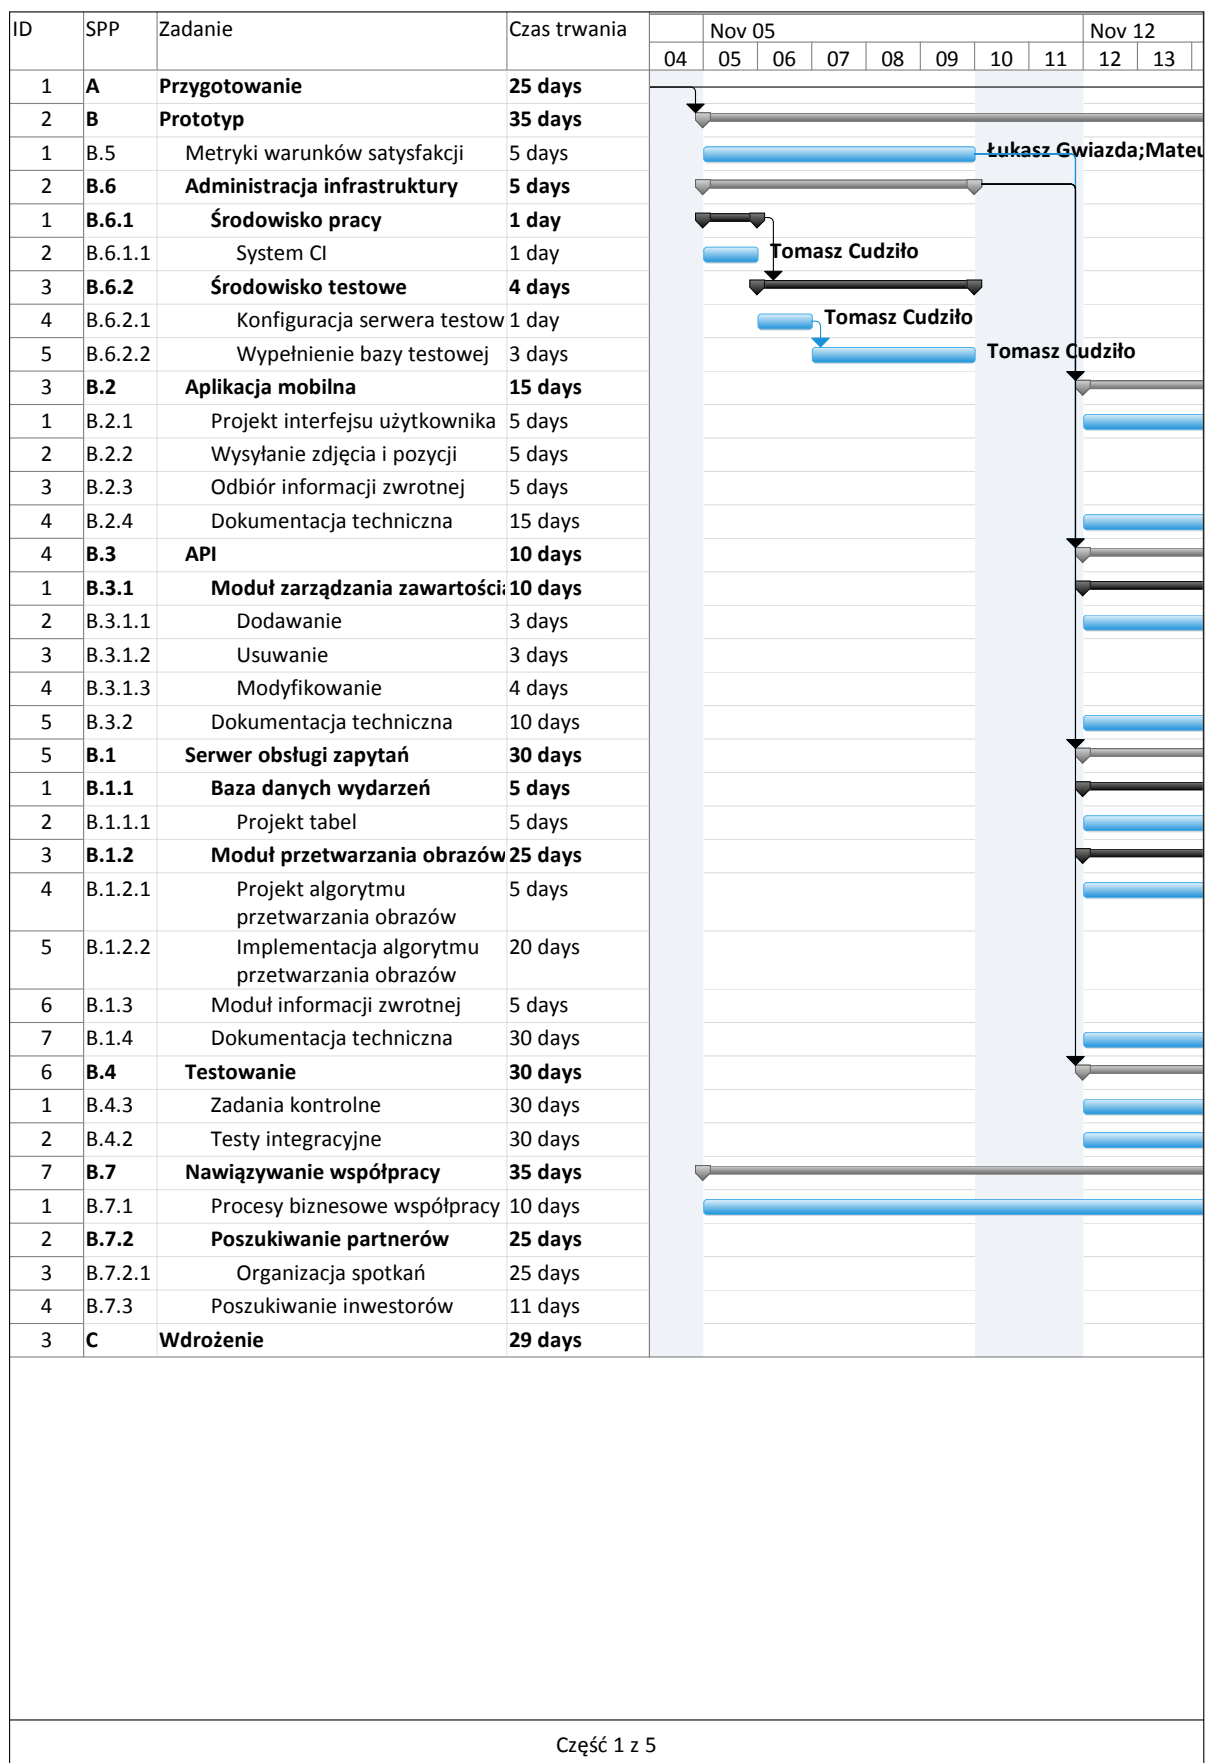 ID SPP Zadanie Czas trwania Nov 05 Nov 12
04 05 06 07 08 09 10 11 12 13
1 A Przygotowanie 25 days
2 B Prototyp 35 days
1 B.5 Metryki warunków satysfakcji 5 days Łukasz Gwiazda;Mateu
2 B.6 Administracja infrastruktury 5 days
1 B.6.1 Środowisko pracy 1 day
2 B.6.1.1 System CI 1 day Tomasz Cudziło
3 B.6.2 Środowisko testowe 4 days
4 B.6.2.1 Konfiguracja serwera testow 1 day Tomasz Cudziło
5 B.6.2.2 Wypełnienie bazy testowej 3 days Tomasz Cudziło
3 B.2 Aplikacja mobilna 15 days
1 B.2.1 Projekt interfejsu użytkownika 5 days
2 B.2.2 Wysyłanie zdjęcia i pozycji 5 days
3 B.2.3 Odbiór informacji zwrotnej 5 days
4 B.2.4 Dokumentacja techniczna 15 days
4 B.3 API 10 days
1 B.3.1 Moduł zarządzania zawartością 10 days
2 B.3.1.1 Dodawanie 3 days
3 B.3.1.2 Usuwanie 3 days
4 B.3.1.3 Modyfikowanie 4 days
5 B.3.2 Dokumentacja techniczna 10 days
5 B.1 Serwer obsługi zapytań 30 days
1 B.1.1 Baza danych wydarzeń 5 days
2 B.1.1.1 Projekt tabel 5 days
3 B.1.2 Moduł przetwarzania obrazów 25 days
4 B.1.2.1 Projekt algorytmu 5 days
przetwarzania obrazów
5 B.1.2.2 Implementacja algorytmu 20 days
przetwarzania obrazów
6 B.1.3 Moduł informacji zwrotnej 5 days
7 B.1.4 Dokumentacja techniczna 30 days
6 B.4 Testowanie 30 days
1 B.4.3 Zadania kontrolne 30 days
2 B.4.2 Testy integracyjne 30 days
7 B.7 Nawiązywanie współpracy 35 days
1 B.7.1 Procesy biznesowe współpracy 10 days
2 B.7.2 Poszukiwanie partnerów 25 days
3 B.7.2.1 Organizacja spotkań 25 days
4 B.7.3 Poszukiwanie inwestorów 11 days
3 C Wdrożenie 29 days
Część 1 z 5